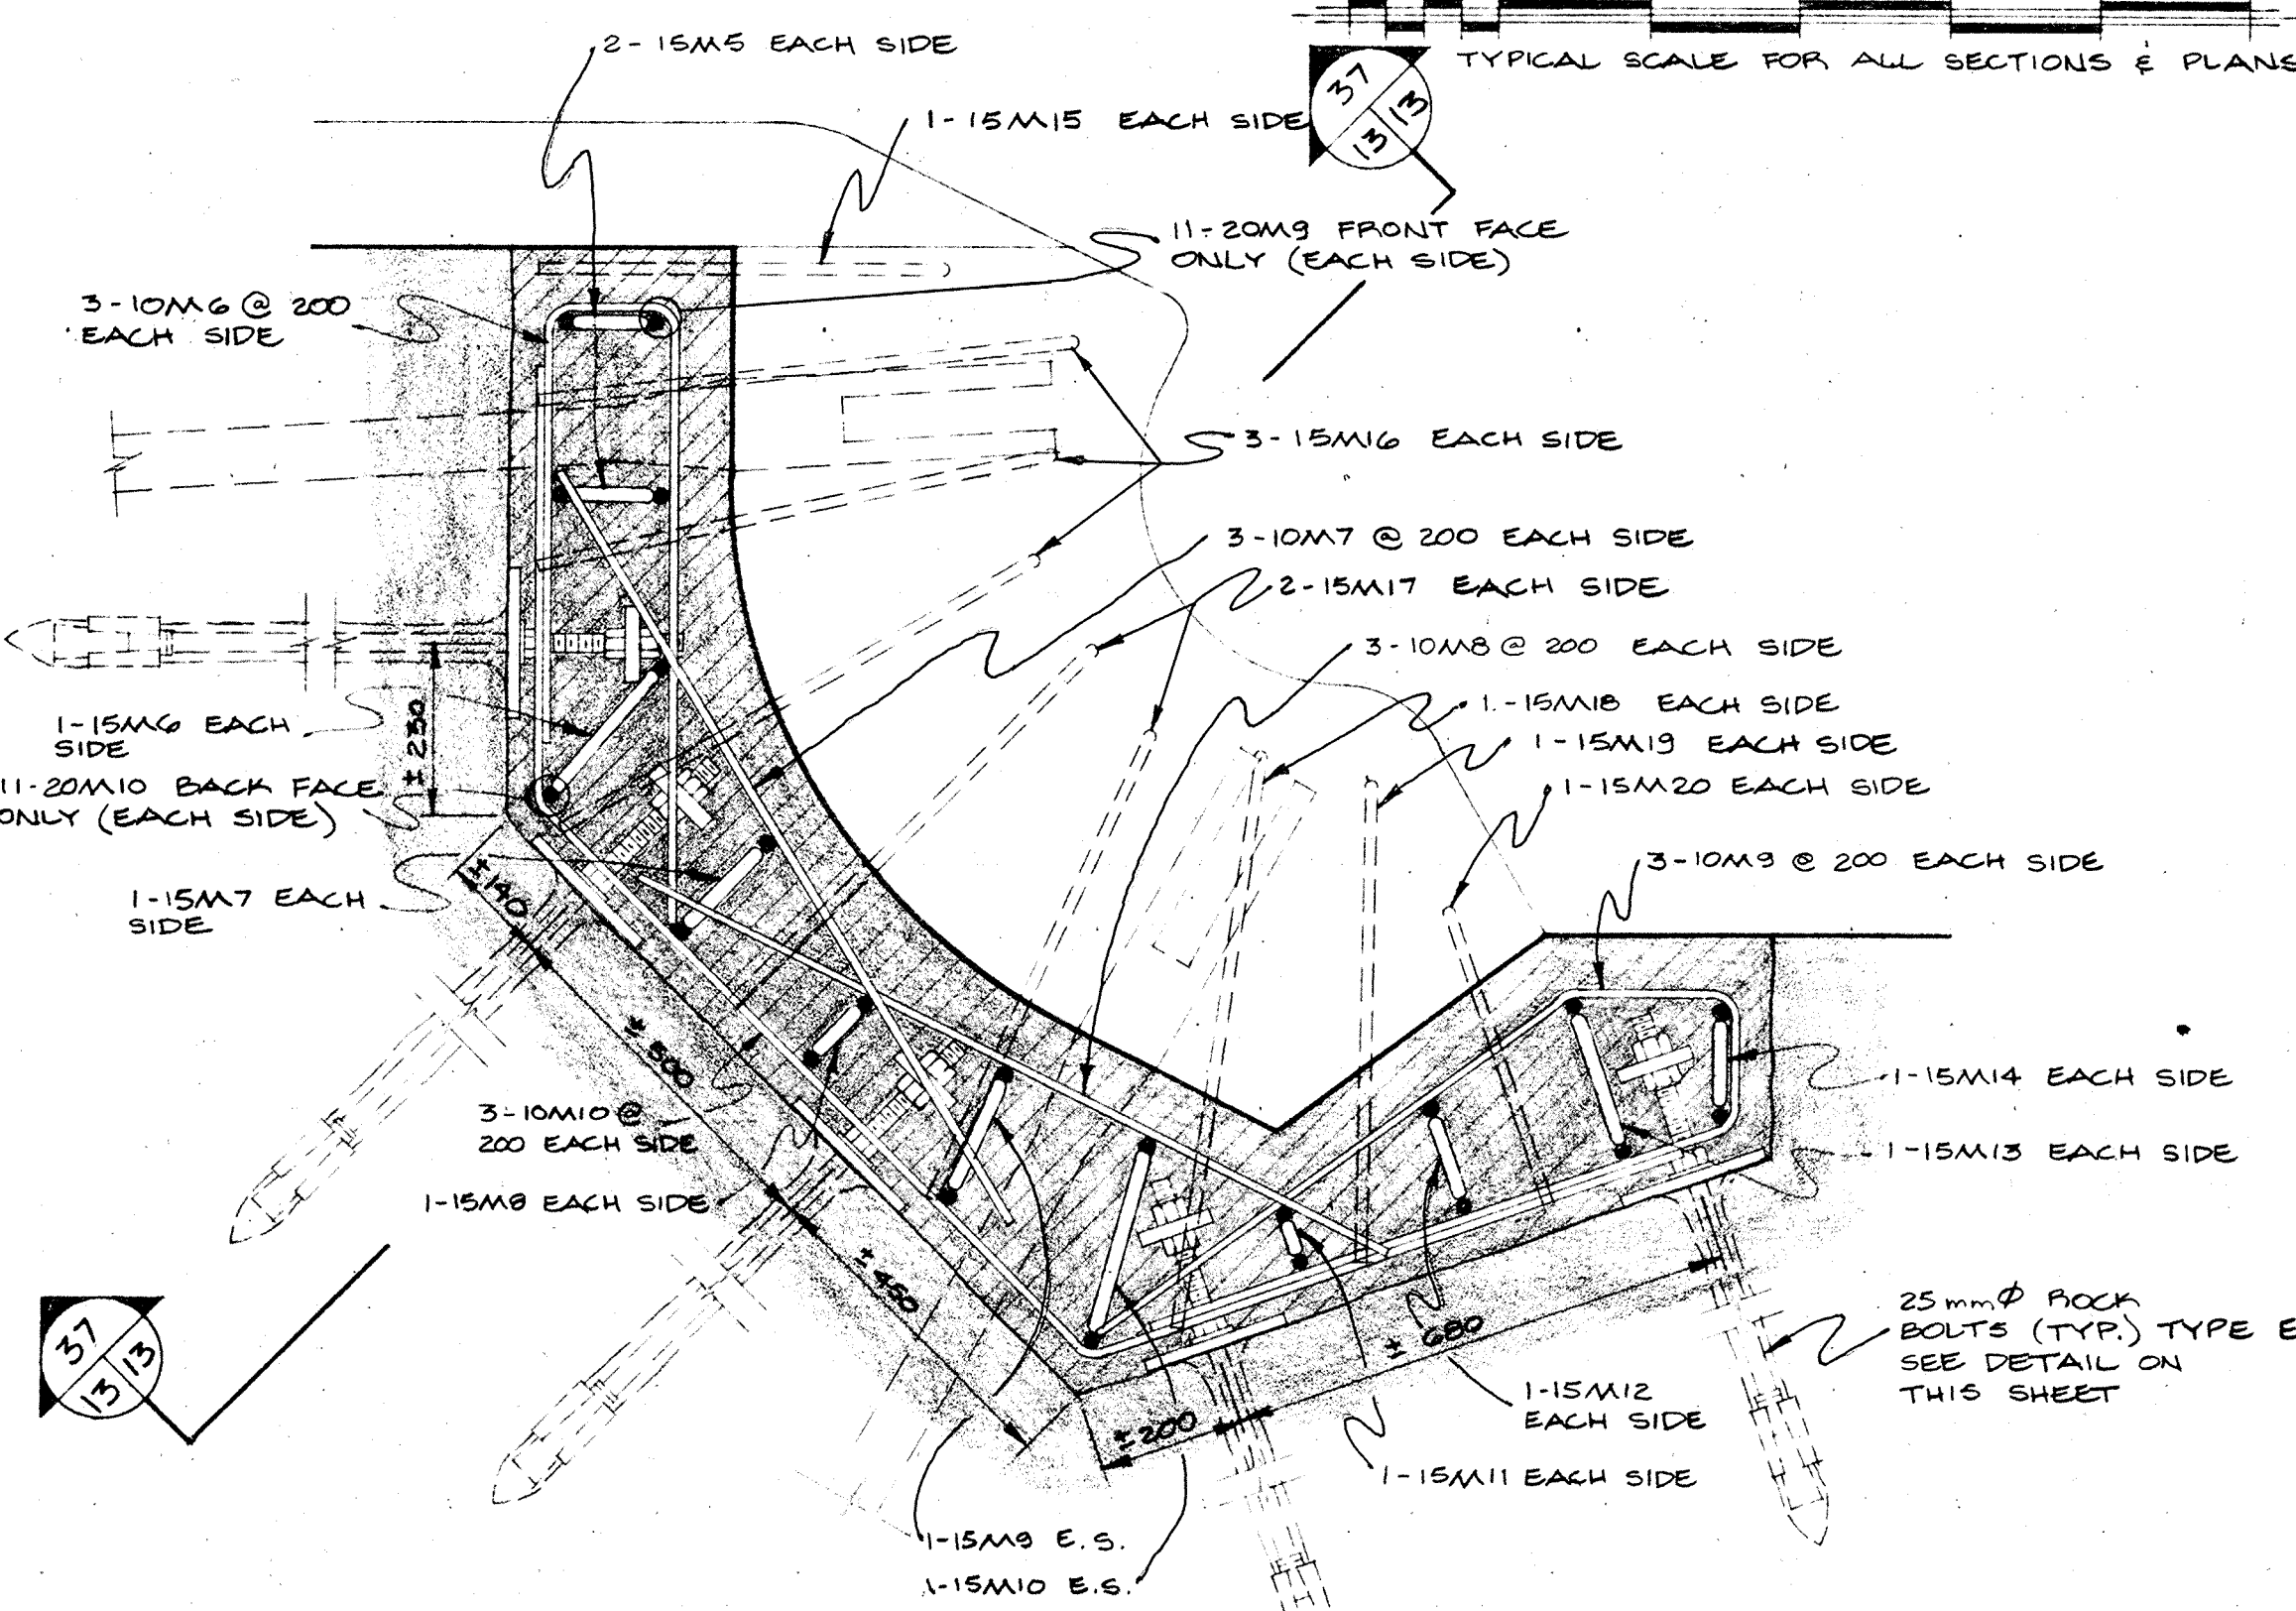 2-15M5 EACH SIDE
TYPICAL SCALE FOR ALL SECTIONS & PLANS
37
13
13
1-15M15 EACH SIDE
11-20M9 FRONT FACE
ONLY (EACH SIDE)
3-10M6 @ 200
EACH SIDE
3-15M16 EACH SIDE
3-10M7 @ 200 EACH SIDE
2-15M17 EACH SIDE
3-10M8 @ 200 EACH SIDE
1-15M18 EACH SIDE
1-15M19 EACH SIDE
1-15M20 EACH SIDE
1-15M6 EACH
SIDE
± 230
11-20M10 BACK FACE
ONLY (EACH SIDE)
3-10M9 @ 200 EACH SIDE
1-15M7 EACH
SIDE
±140
± 500
3-10M10 @
200 EACH SIDE
1-15M8 EACH SIDE
1-15M14 EACH SIDE
1-15M13 EACH SIDE
± 450
± 680
±200
25mmØ ROCK
BOLTS (TYP.) TYPE E
SEE DETAIL ON
THIS SHEET
37
13
13
1-15M12
EACH SIDE
1-15M11 EACH SIDE
1-15M9 E.S.
1-15M10 E.S.